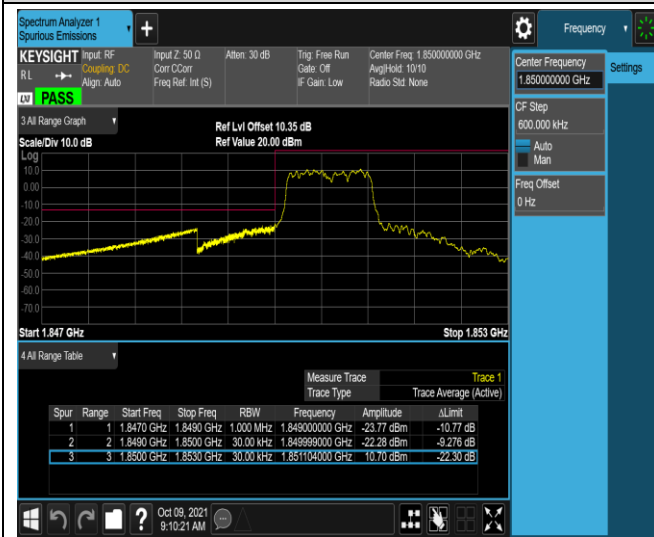 Spectrum Analyzer 1
Spurious Emissions
Frequency
KEYSIGHT Input: RF Input Z: 50 Ω Atten: 30 dB Trig: Free Run Center Freq: 1.850000000 GHz
RL Coupling: DC Corr CCorr Gate: Off Avg|Hold: 10/10
Align: Auto Freq Ref: Int (S) IF Gain: Low Radio Std: None
LXI PASS
Center Frequency
1.850000000 GHz
Settings
CF Step
600.000 kHz
Auto
Man
Freq Offset
0 Hz
3 All Range Graph
Ref Lvl Offset 10.35 dB
Scale/Div 10.0 dB Ref Value 20.00 dBm
Log
10.0
0.00
-10.0
-20.0
-30.0
-40.0
-50.0
-60.0
-70.0
Start 1.847 GHz Stop 1.853 GHz
4 All Range Table
Measure Trace Trace 1
Trace Type Trace Average (Active)
Spur Range Start Freq Stop Freq RBW Frequency Amplitude ΔLimit
1 1 1.8470 GHz 1.8490 GHz 1.000 MHz 1.849000000 GHz -23.77 dBm -10.77 dB
2 2 1.8490 GHz 1.8500 GHz 30.00 kHz 1.849999000 GHz -22.28 dBm -9.276 dB
3 3 1.8500 GHz 1.8530 GHz 30.00 kHz 1.851104000 GHz 10.70 dBm -22.30 dB
Oct 09, 2021
9:10:21 AM